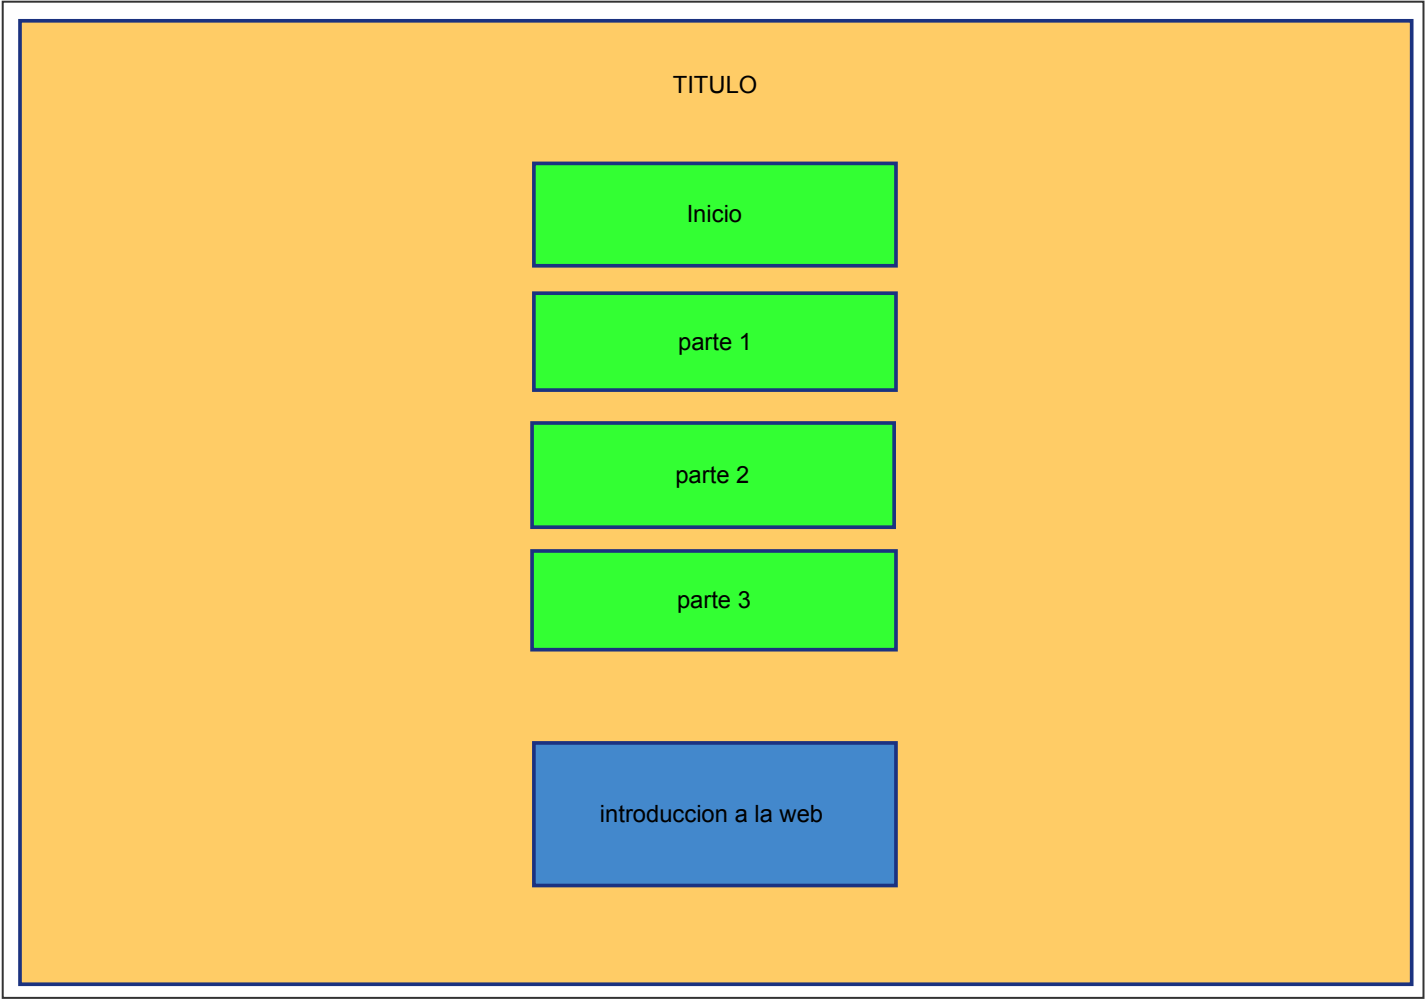 TITULO
Inicio
parte 1
parte 2
parte 3
introduccion a la web